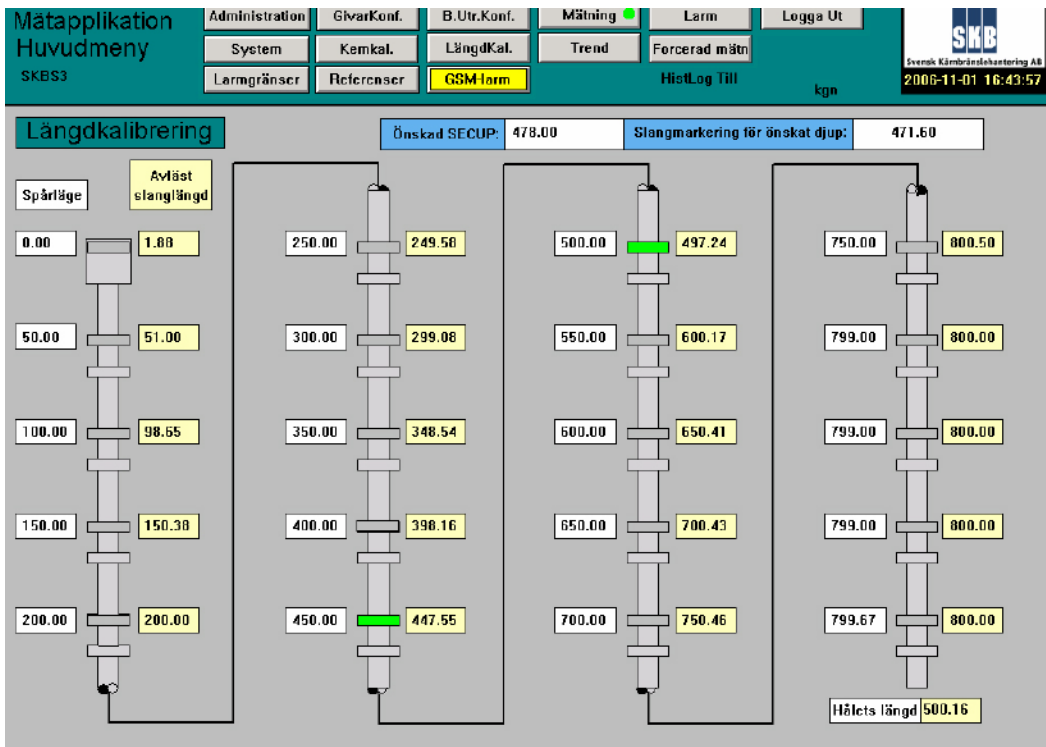 Mätapplikation
Huvudmeny
SKBS3
Administration GivarKonf. B.Utr.Konf. Mätning Larm Logga Ut
System Kemkal. LängdKal. Trend Forcerad mätn
Larmgränser Referenser GSM-larm HistLog Till kgn
SKB
Svensk Kärnbränslehantering AB
2006-11-01 16:43:57
Längdkalibrering
Önskad SECUP: 478.00 Slangmarkering för önskat djup: 471.60
Spårläge
Avläst
slanglängd
0.00 1.88
50.00 51.00
100.00 98.65
150.00 150.38
200.00 200.00
250.00 249.58
300.00 299.08
350.00 348.54
400.00 398.16
450.00 447.55
500.00 497.24
550.00 600.17
600.00 650.41
650.00 700.43
700.00 750.46
750.00 800.50
799.00 800.00
799.00 800.00
799.00 800.00
799.67 800.00
Hålets längd 500.16